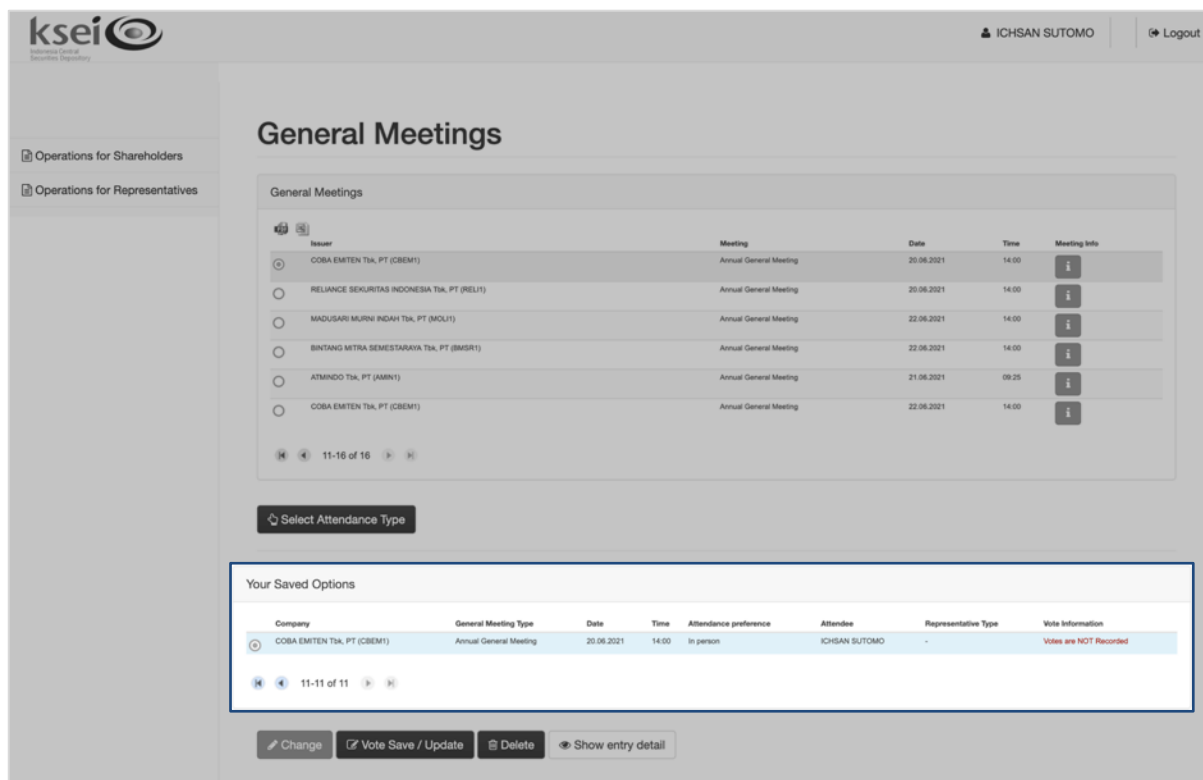 ksei
Indonesia Central
Securities Depository
ICHSAN SUTOMO
Logout
Operations for Shareholders
Operations for Representatives
General Meetings
General Meetings
Issuer Meeting Date Time Meeting Info
COBA EMITEN Tbk, PT (CBEM1) Annual General Meeting 20.06.2021 14:00 i
RELIANCE SEKURITAS INDONESIA Tbk, PT (RELI1) Annual General Meeting 20.06.2021 14:00 i
MADUSARI MURNI INDAH Tbk, PT (MOLI1) Annual General Meeting 22.06.2021 14:00 i
BINTANG MITRA SEMESTARAYA Tbk, PT (BMSR1) Annual General Meeting 22.06.2021 14:00 i
ATMINDO Tbk, PT (AMIN1) Annual General Meeting 21.06.2021 09:25 i
COBA EMITEN Tbk, PT (CBEM1) Annual General Meeting 22.06.2021 14:00 i
11-16 of 16
Select Attendance Type
Your Saved Options
Company General Meeting Type Date Time Attendance preference Attendee Representative Type Vote Information
COBA EMITEN Tbk, PT (CBEM1) Annual General Meeting 20.06.2021 14:00 In person ICHSAN SUTOMO - Votes are NOT Recorded
11-11 of 11
Change Vote Save / Update Delete Show entry detail